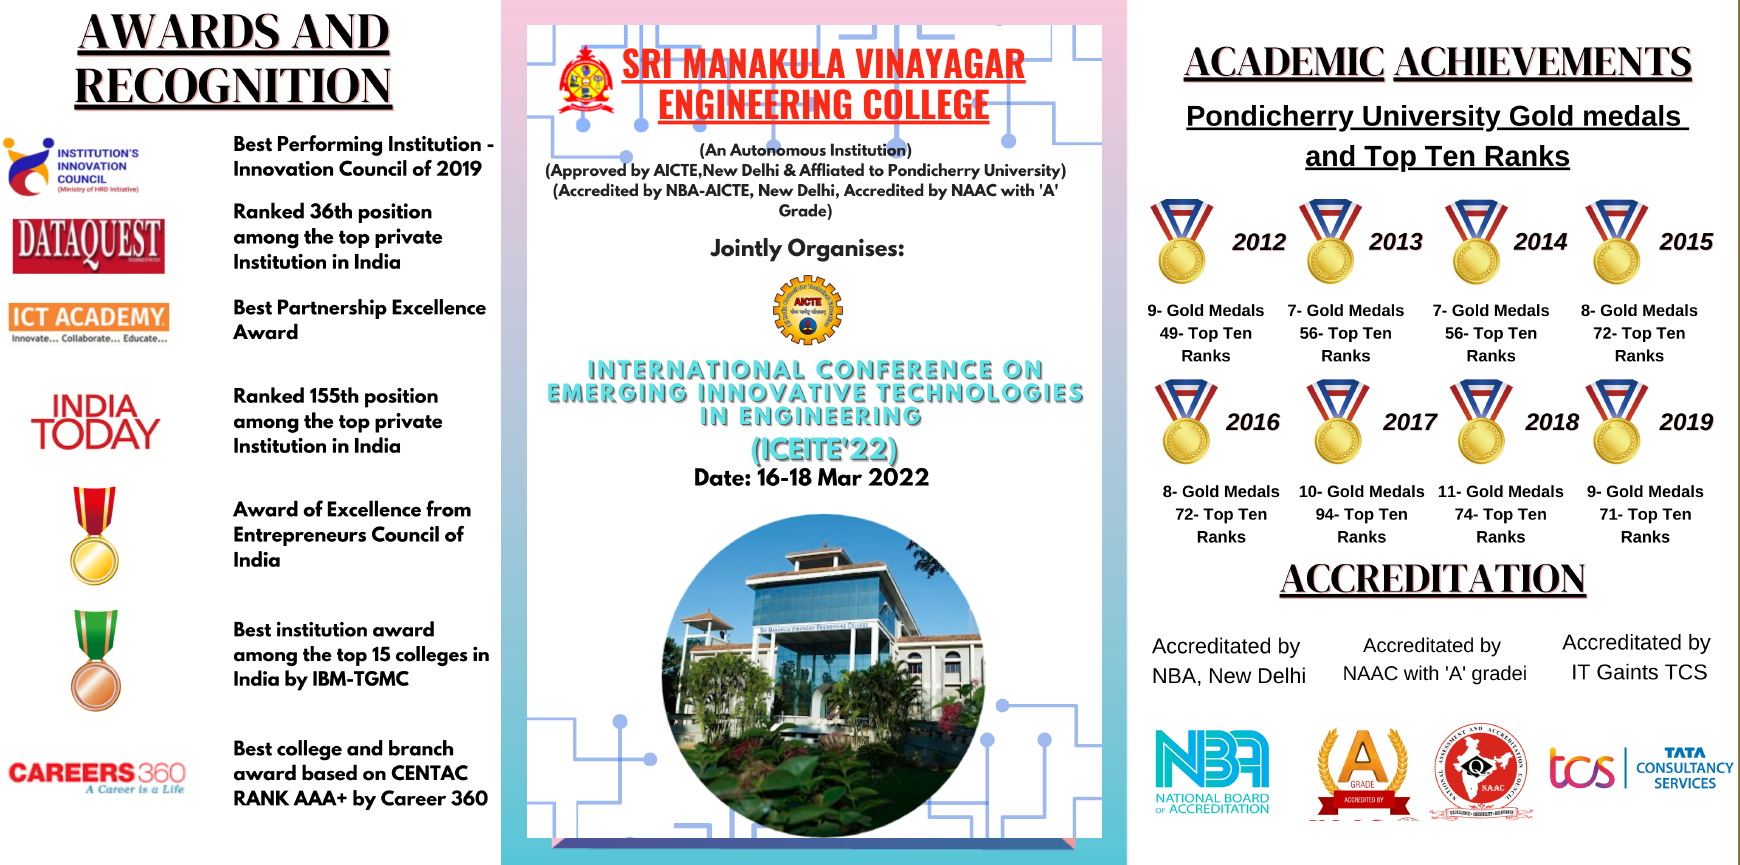 AWARDS AND
RECOGNITION
INSTITUTION'S
INNOVATION
COUNCIL
(Ministry of HRD Initiative)
Best Performing Institution -
Innovation Council of 2019
DATAQUEST
Ranked 36th position
among the top private
Institution in India
ICT ACADEMY
Innovate... Collaborate... Educate...
Best Partnership Excellence
Award
INDIA
TODAY
Ranked 155th position
among the top private
Institution in India
Award of Excellence from
Entrepreneurs Council of
India
Best institution award
among the top 15 colleges in
India by IBM-TGMC
CAREERS360
A Career is a Life
Best college and branch
award based on CENTAC
RANK AAA+ by Career 360
SRI MANAKULA VINAYAGAR
ENGINEERING COLLEGE
(An Autonomous Institution)
(Approved by AICTE,New Delhi & Affliated to Pondicherry University)
(Accredited by NBA-AICTE, New Delhi, Accredited by NAAC with 'A'
Grade)
Jointly Organises:
AICTE
INTERNATIONAL CONFERENCE ON
EMERGING INNOVATIVE TECHNOLOGIES
IN ENGINEERING
(ICEITE'22)
Date: 16-18 Mar 2022
SRI MANAKULA VINAYAGAR ENGINEERING COLLEGE
ACADEMIC ACHIEVEMENTS
Pondicherry University Gold medals
and Top Ten Ranks
2012 2013 2014 2015
9- Gold Medals 7- Gold Medals 7- Gold Medals 8- Gold Medals
49- Top Ten 56- Top Ten 56- Top Ten 72- Top Ten
Ranks Ranks Ranks Ranks
2016 2017 2018 2019
8- Gold Medals 10- Gold Medals 11- Gold Medals 9- Gold Medals
72- Top Ten 94- Top Ten 74- Top Ten 71- Top Ten
Ranks Ranks Ranks Ranks
ACCREDITATION
Accreditated by
NBA, New Delhi
Accreditated by
NAAC with 'A' gradei
Accreditated by
IT Gaints TCS
NBA
NATIONAL BOARD
OF ACCREDITATION
A
GRADE
ACCREDITED BY
NATIONAL ASSESSMENT AND ACCREDITATION COUNCIL
NAAC
tcs
TATA
CONSULTANCY
SERVICES